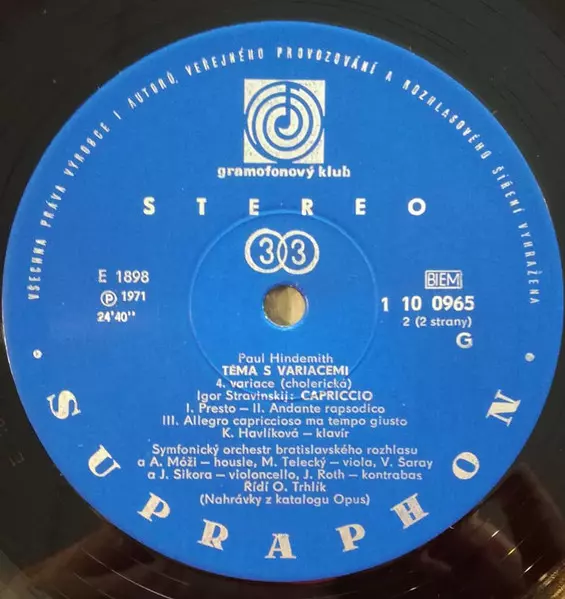 VŠECHNA PRÁVA VÝROBCE I AUTORŮ, VEŘEJNÉHO PROVOZOVÁNÍ A ROZHLASOVÉHO ŠÍŘENÍ VYHRAŽENA
gramofonový klub
STEREO
33
E 1898
BIEM
Ⓟ 1971
1 10 0965
24'40''
2 (2 strany)
G
Paul Hindemith
TÉMA S VARIACEMI
4. variace (cholerická)
Igor Stravinskij: CAPRICCIO
I. Presto – II. Andante rapsodico
III. Allegro capriccioso ma tempo giusto
K. Havlíková – klavír
Symfonický orchestr bratislavského rozhlasu
a A. Móži – housle, M. Telecký – viola, V. Šaray
a J. Sikora – violoncello, J. Roth – kontrabas
Řídí O. Trhlík
(Nahrávky z katalogu Opus)
SUPRAPHON